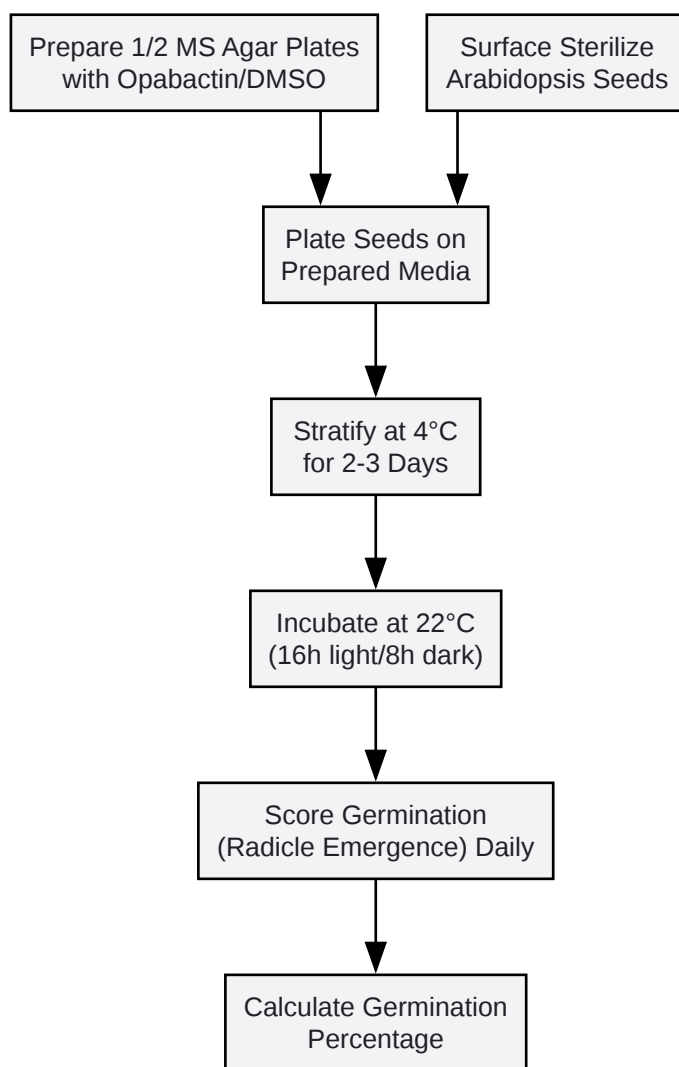 Prepare 1/2 MS Agar Plates
with Opabactin/DMSO
Surface Sterilize
Arabidopsis Seeds
Plate Seeds on
Prepared Media
Stratify at 4°C
for 2-3 Days
Incubate at 22°C
(16h light/8h dark)
Score Germination
(Radicle Emergence) Daily
Calculate Germination
Percentage